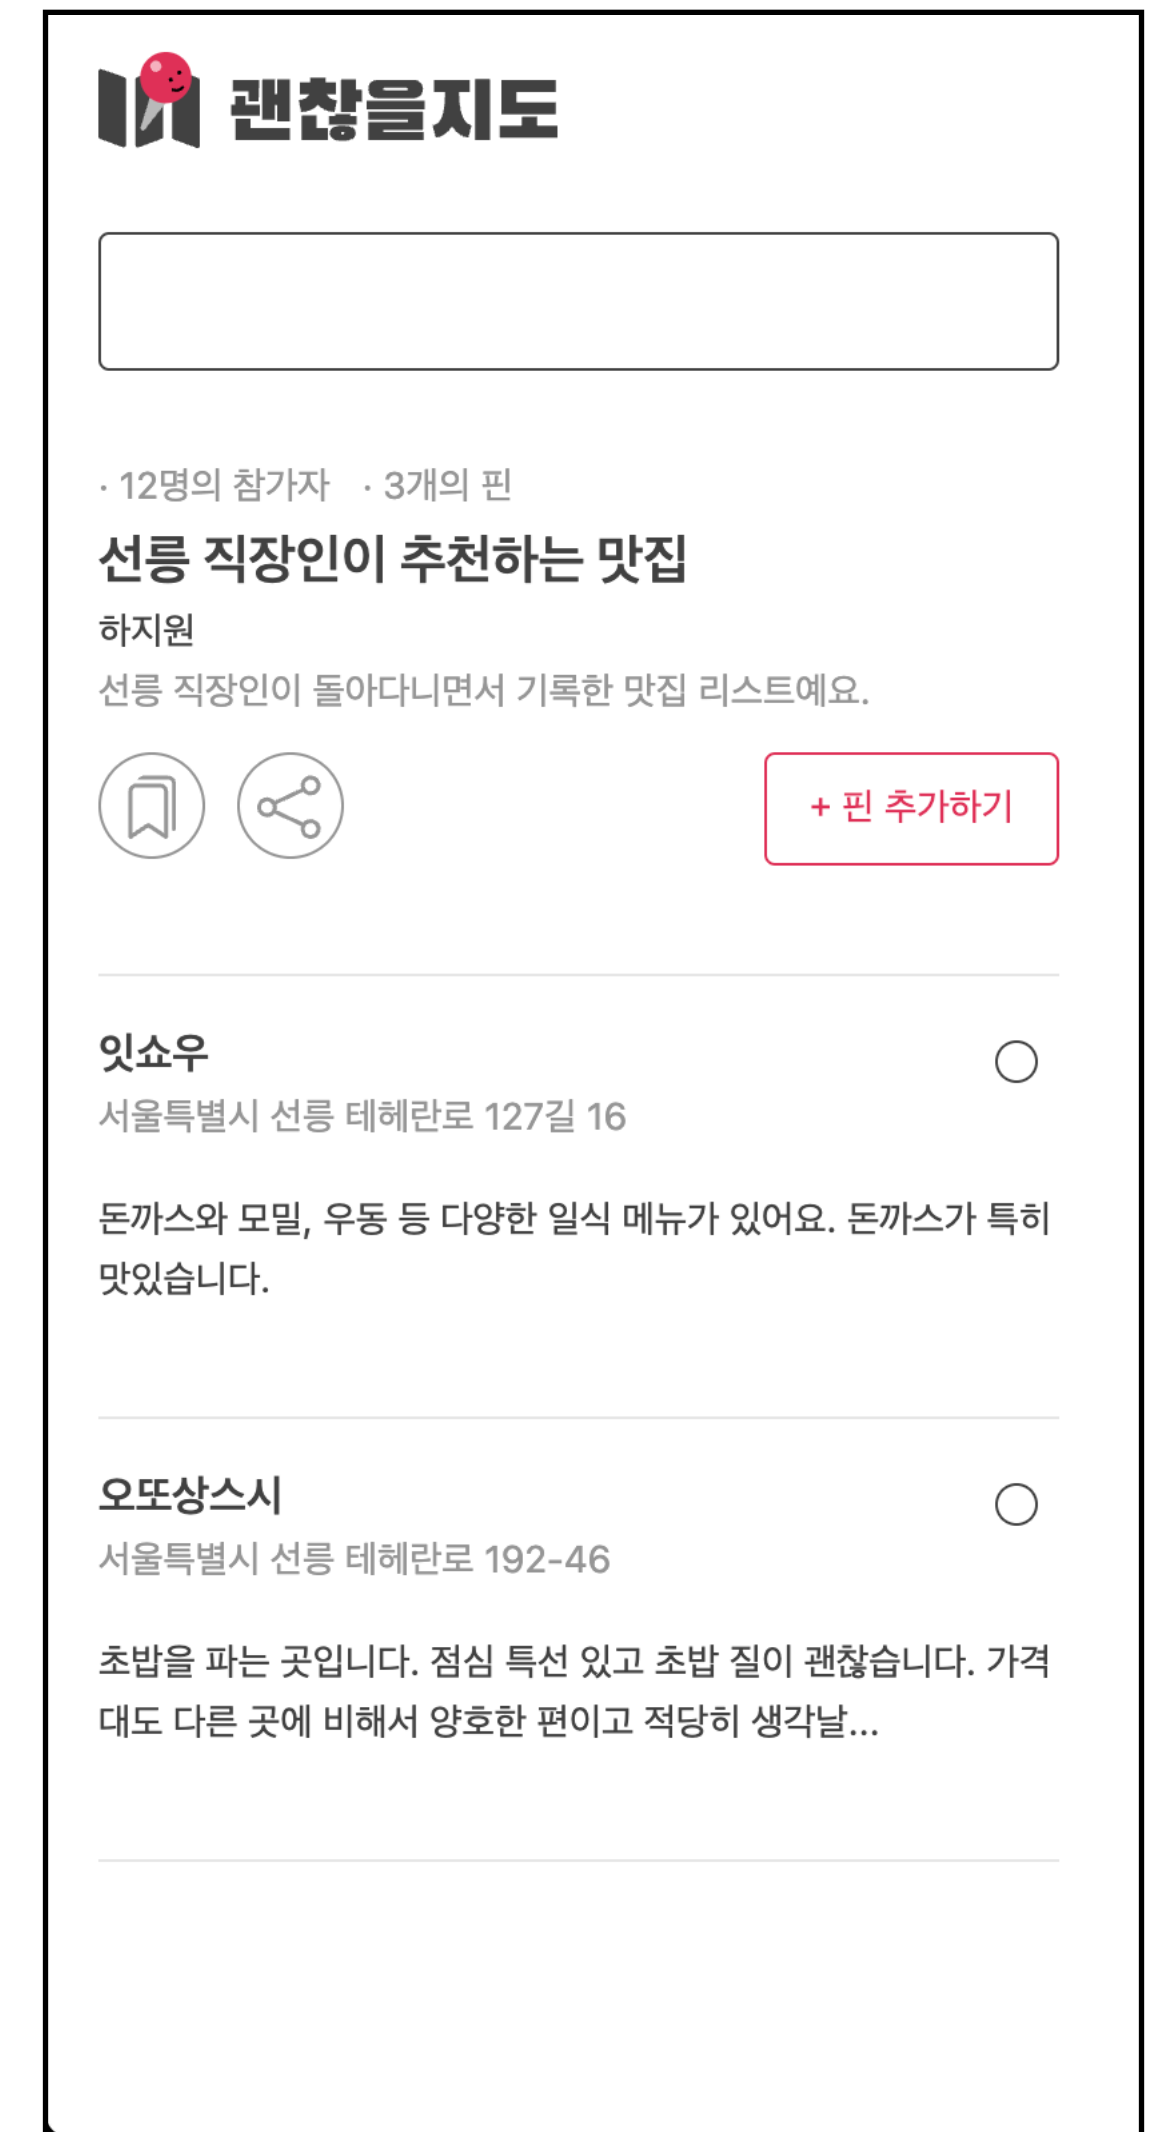 괜찮을지도
· 12명의 참가자 · 3개의 핀
선릉 직장인이 추천하는 맛집
하지원
선릉 직장인이 돌아다니면서 기록한 맛집 리스트예요.
+ 핀 추가하기
잇쇼우
서울특별시 선릉 테헤란로 127길 16
돈까스와 모밀, 우동 등 다양한 일식 메뉴가 있어요. 돈까스가 특히
맛있습니다.
오또상스시
서울특별시 선릉 테헤란로 192-46
초밥을 파는 곳입니다. 점심 특선 있고 초밥 질이 괜찮습니다. 가격
대도 다른 곳에 비해서 양호한 편이고 적당히 생각날...